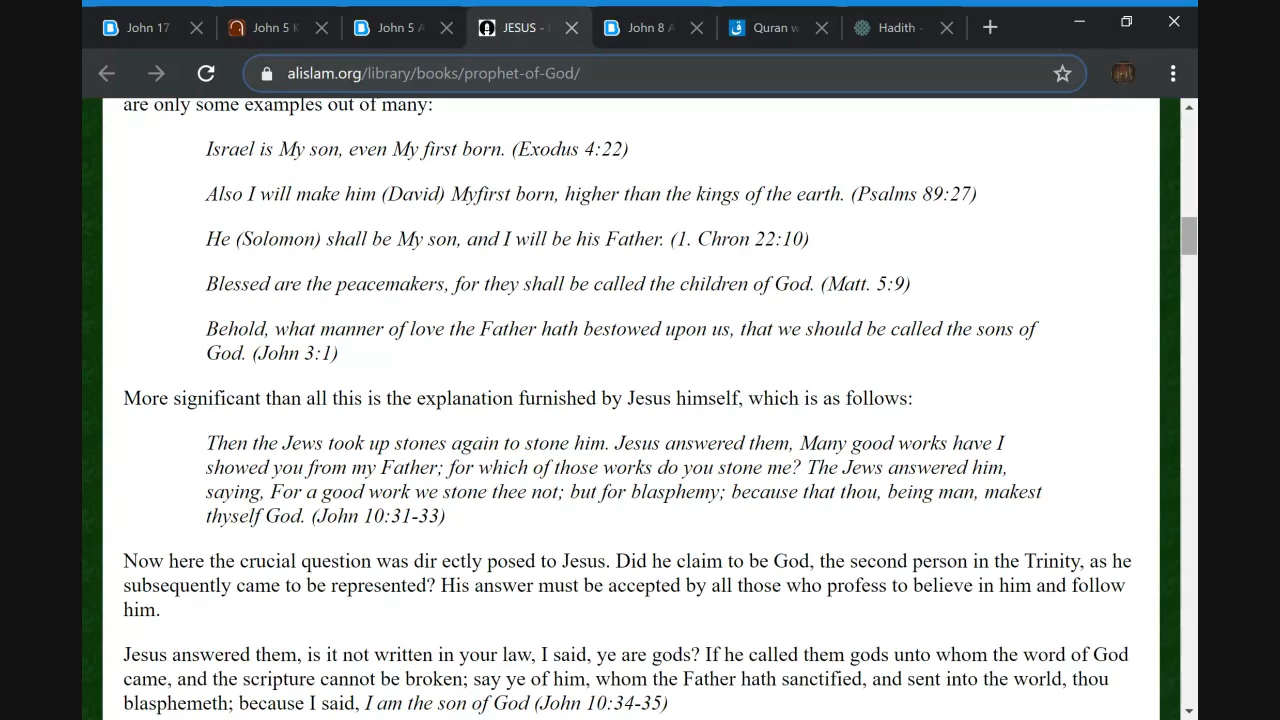 John 17
John 5 K
John 5 A
JESUS -
John 8 A
Quran w
Hadith -
alislam.org/library/books/prophet-of-God/
are only some examples out of many:
Israel is My son, even My first born. (Exodus 4:22)
Also I will make him (David) Myfirst born, higher than the kings of the earth. (Psalms 89:27)
He (Solomon) shall be My son, and I will be his Father. (1. Chron 22:10)
Blessed are the peacemakers, for they shall be called the children of God. (Matt. 5:9)
Behold, what manner of love the Father hath bestowed upon us, that we should be called the sons of
God. (John 3:1)
More significant than all this is the explanation furnished by Jesus himself, which is as follows:
Then the Jews took up stones again to stone him. Jesus answered them, Many good works have I
showed you from my Father; for which of those works do you stone me? The Jews answered him,
saying, For a good work we stone thee not; but for blasphemy; because that thou, being man, makest
thyself God. (John 10:31-33)
Now here the crucial question was dir ectly posed to Jesus. Did he claim to be God, the second person in the Trinity, as he
subsequently came to be represented? His answer must be accepted by all those who profess to believe in him and follow
him.
Jesus answered them, is it not written in your law, I said, ye are gods? If he called them gods unto whom the word of God
came, and the scripture cannot be broken; say ye of him, whom the Father hath sanctified, and sent into the world, thou
blasphemeth; because I said, I am the son of God (John 10:34-35)